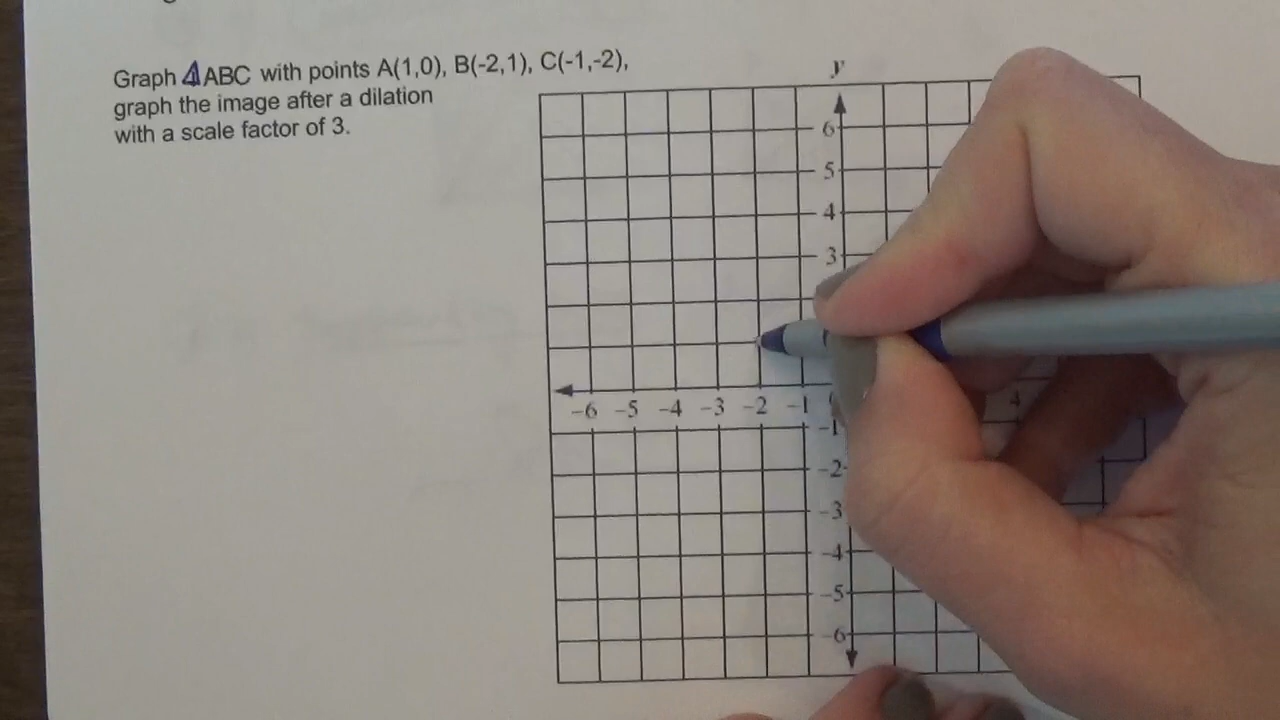 Graph △ABC with points A(1,0), B(-2,1), C(-1,-2),
graph the image after a dilation
with a scale factor of 3.
y
6
5
4
3
-6 -5 -4 -3 -2 -1 4
-1
-2
-3
-4
-5
-6